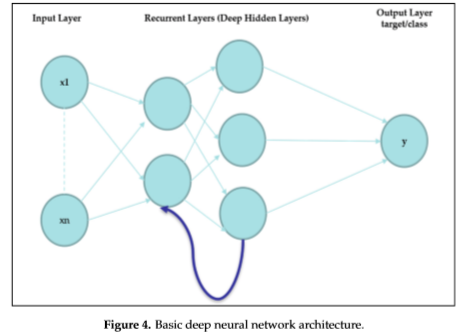 Input Layer
Recurrent Layers (Deep Hidden Layers)
Output Layer
target/class
x1
y
xn
Figure 4. Basic deep neural network architecture.